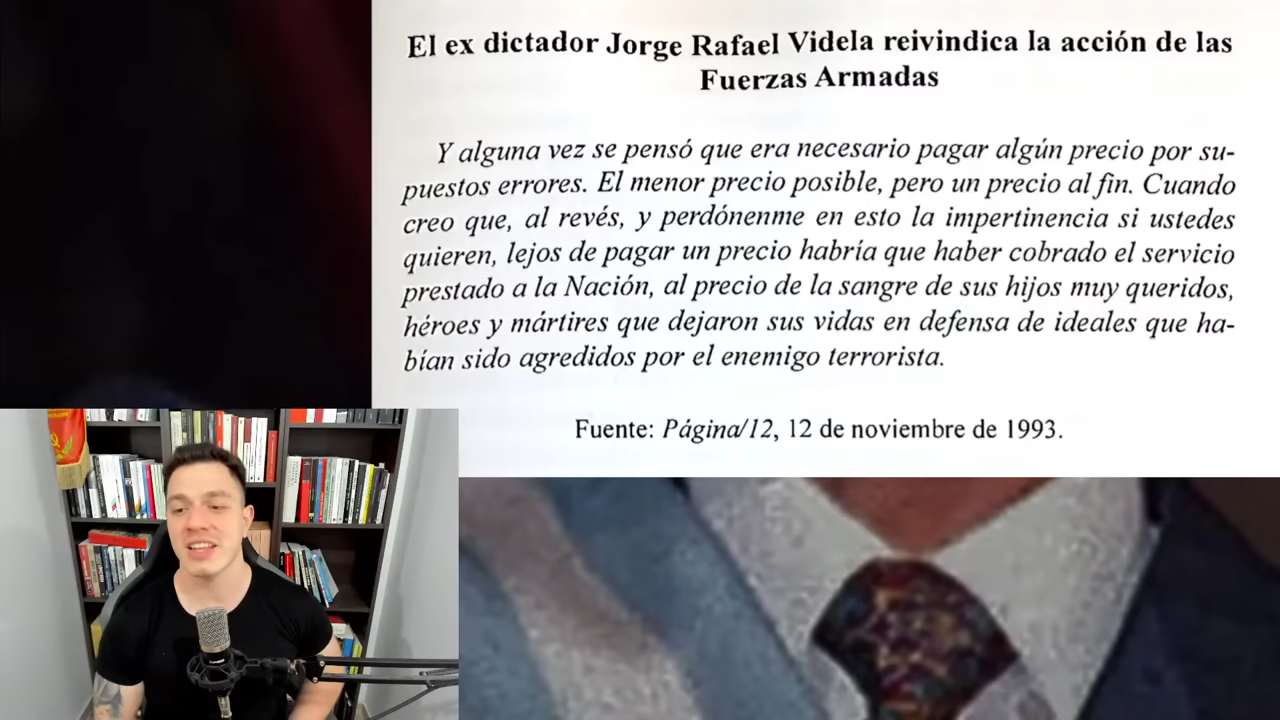 El ex dictador Jorge Rafael Videla reivindica la acción de las
Fuerzas Armadas
Y alguna vez se pensó que era necesario pagar algún precio por su-
puestos errores. El menor precio posible, pero un precio al fin. Cuando
creo que, al revés, y perdónenme en esto la impertinencia si ustedes
quieren, lejos de pagar un precio habría que haber cobrado el servicio
prestado a la Nación, al precio de la sangre de sus hijos muy queridos,
héroes y mártires que dejaron sus vidas en defensa de ideales que ha-
bían sido agredidos por el enemigo terrorista.
Fuente: Página/12, 12 de noviembre de 1993.